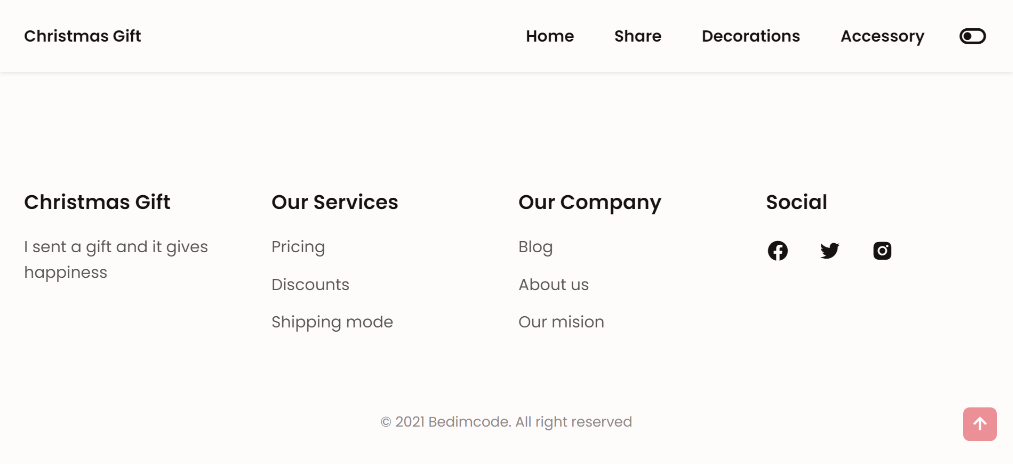 Christmas Gift
Home Share Decorations Accessory
Christmas Gift
I sent a gift and it gives
happiness
Our Services
Pricing
Discounts
Shipping mode
Our Company
Blog
About us
Our mision
Social
© 2021 Bedimcode. All right reserved